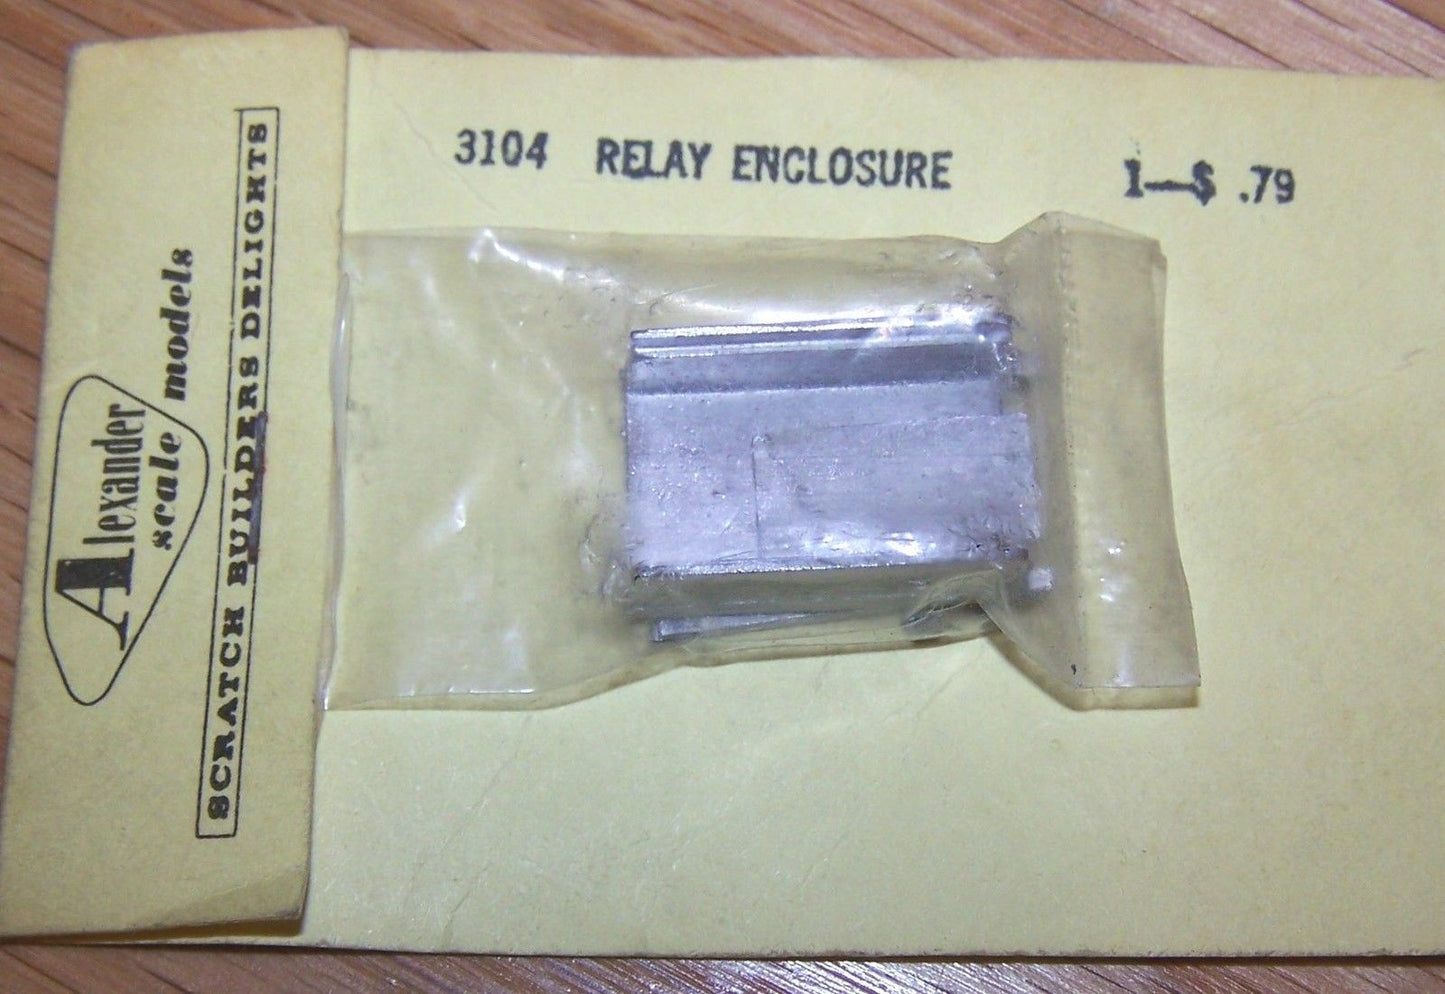 3104 RELAY ENCLOSURE 1—$ .79
Alexander
scale models
SCRATCH BUILDERS DELIGHTS